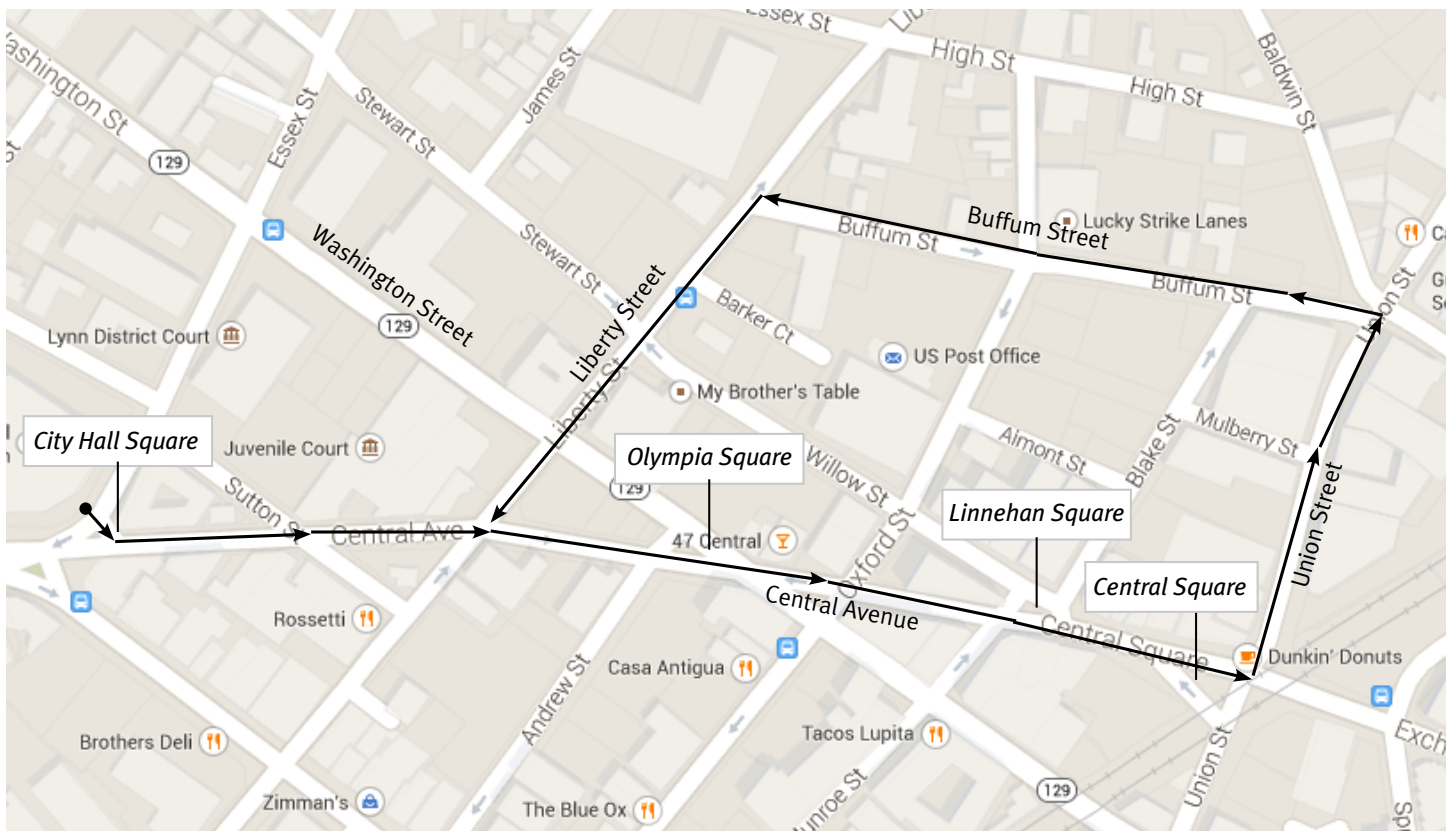 Essex St
High St
High St
Baldwin St
Washington St
James St
Stewart St
Essex St
129
Lucky Strike Lanes
Buffum Street
Buffum St
Stewart St
Washington Street
Buffum St
Union St
Liberty Street
Barker Ct
129
Lynn District Court
US Post Office
My Brother's Table
Liberty St
Mulberry St
City Hall Square
Juvenile Court
Almont St
Blake St
Olympia Square
Willow St
129
Sutton St
Linnehan Square
Union Street
Central Ave
47 Central
Oxford St
Central Square
Central Avenue
Rossetti
Central Square
Dunkin' Donuts
Casa Antigua
Andrew St
Tacos Lupita
Brothers Deli
Union St
129
Zimman's
The Blue Ox